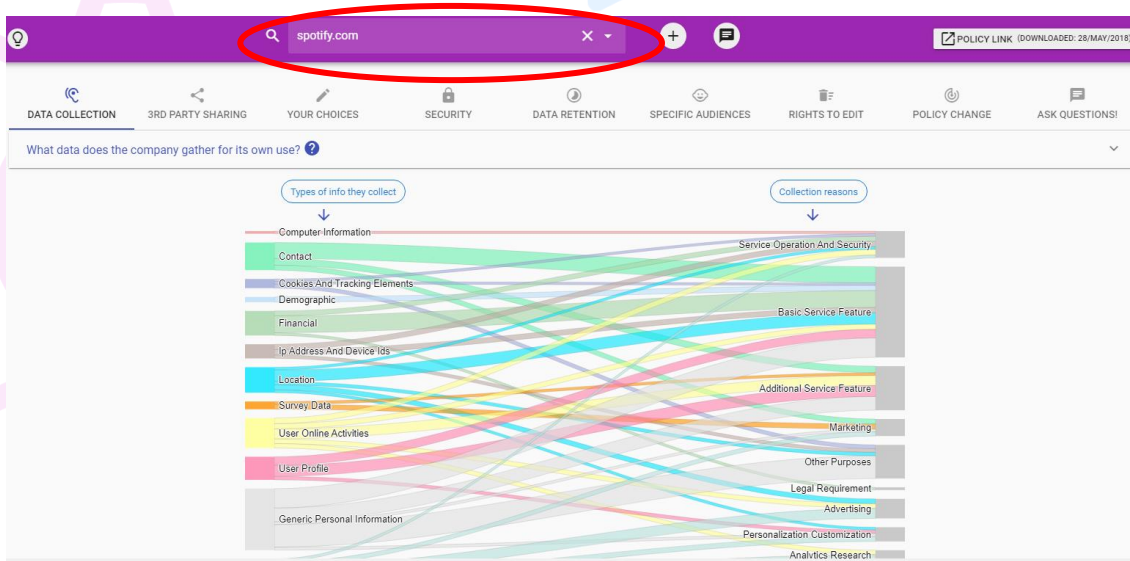 spotify.com
POLICY LINK (DOWNLOADED: 28/MAY/2018)
DATA COLLECTION
3RD PARTY SHARING
YOUR CHOICES
SECURITY
DATA RETENTION
SPECIFIC AUDIENCES
RIGHTS TO EDIT
POLICY CHANGE
ASK QUESTIONS!
What data does the company gather for its own use?
Types of info they collect
Collection reasons
Computer Information
Contact
Cookies And Tracking Elements
Demographic
Financial
Ip Address And Device Ids
Location
Survey Data
User Online Activities
User Profile
Generic Personal Information
Service Operation And Security
Basic Service Feature
Additional Service Feature
Marketing
Other Purposes
Legal Requirement
Advertising
Personalization Customization
Analytics Research